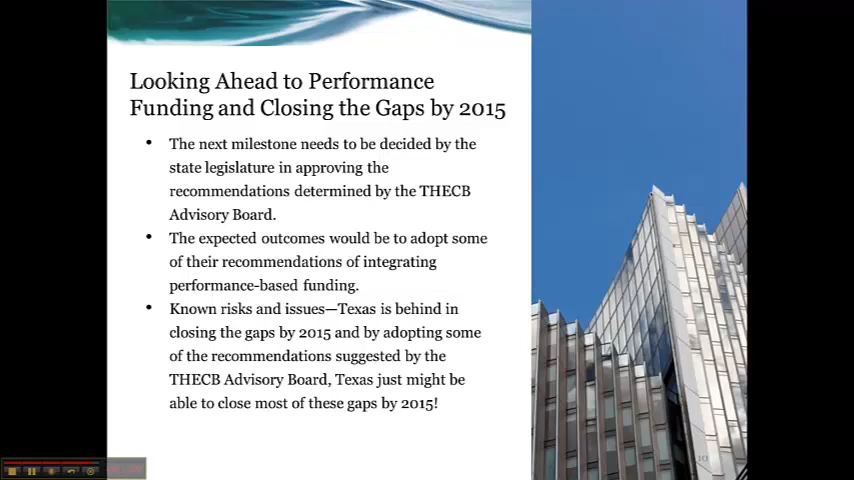 Looking Ahead to Performance
Funding and Closing the Gaps by 2015
• The next milestone needs to be decided by the
state legislature in approving the
recommendations determined by the THECB
Advisory Board.
• The expected outcomes would be to adopt some
of their recommendations of integrating
performance-based funding.
• Known risks and issues—Texas is behind in
closing the gaps by 2015 and by adopting some
of the recommendations suggested by the
THECB Advisory Board, Texas just might be
able to close most of these gaps by 2015!
10